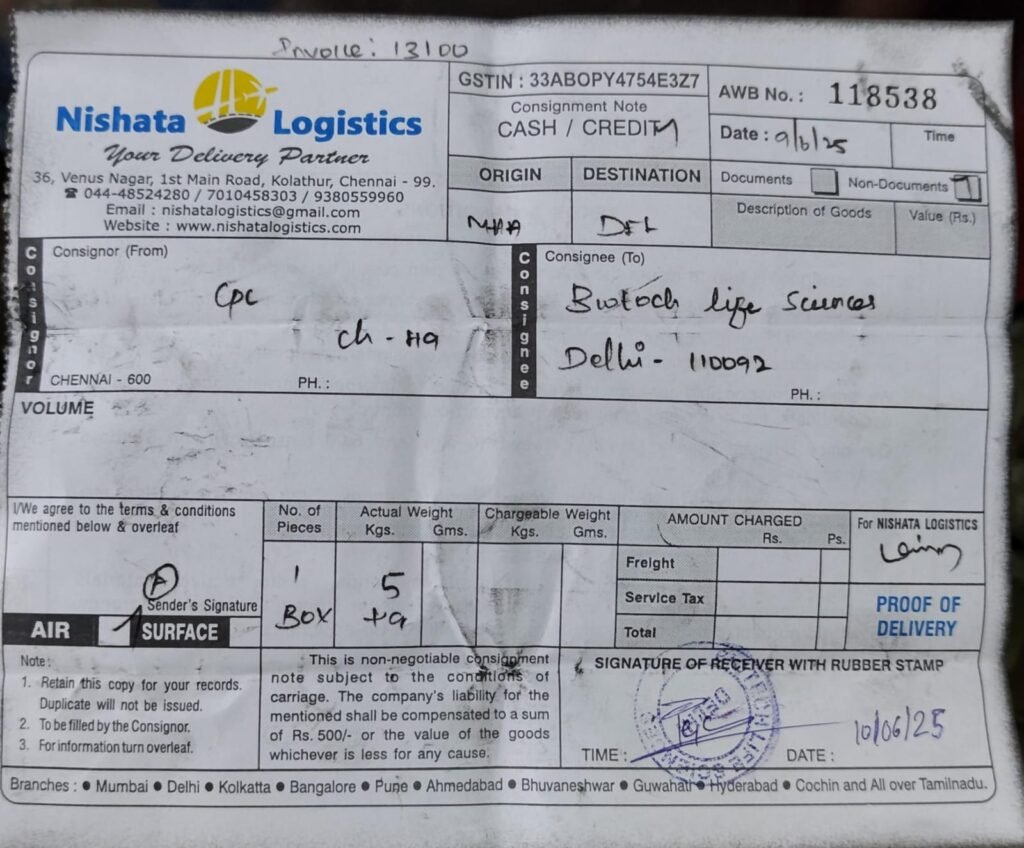 Invoice: 13100
Nishata Logistics
Your Delivery Partner
36, Venus Nagar, 1st Main Road, Kolathur, Chennai - 99.
☎ 044-48524280 / 7010458303 / 9380559960
Email : nishatalogistics@gmail.com
Website : www.nishatalogistics.com
GSTIN : 33ABOPY4754E3Z7
Consignment Note
CASH / CREDIT
AWB No. : 118538
Date : 9/6/25 Time
ORIGIN DESTINATION
MAA DEL
Documents Non-Documents
Description of Goods Value (Rs.)
Consignor
Consignor (From)
Cpc
CHENNAI - 600 PH. :
Consignee
Consignee (To)
Biotech life Sciences
Delhi - 110092
PH. :
VOLUME
I/We agree to the terms & conditions
mentioned below & overleaf
A
Sender's Signature
AIR SURFACE
No. of Pieces
1
BOX
Actual Weight
Kgs. Gms.
5
Chargeable Weight
Kgs. Gms.
AMOUNT CHARGED
Rs. Ps.
Freight
Service Tax
Total
For NISHATA LOGISTICS
PROOF OF
DELIVERY
Note :
1. Retain this copy for your records.
Duplicate will not be issued.
2. To be filled by the Consignor.
3. For information turn overleaf.
This is non-negotiable consignment
note subject to the conditions of
carriage. The company's liability for the
mentioned shall be compensated to a sum
of Rs. 500/- or the value of the goods
whichever is less for any cause.
SIGNATURE OF RECEIVER WITH RUBBER STAMP
TIME : DATE : 10/06/25
Branches : ● Mumbai ● Delhi ● Kolkatta ● Bangalore ● Pune ● Ahmedabad ● Bhuvaneshwar ● Guwahati ● Hyderabad ● Cochin and All over Tamilnadu.